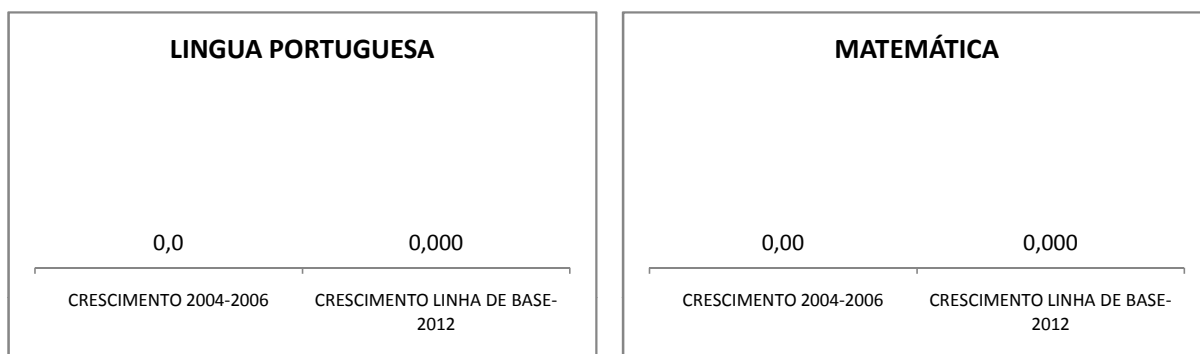 LINGUA PORTUGUESA
0,0
0,000
CRESCIMENTO 2004-2006
CRESCIMENTO LINHA DE BASE-
2012
MATEMÁTICA
0,00
0,000
CRESCIMENTO 2004-2006
CRESCIMENTO LINHA DE BASE-
2012